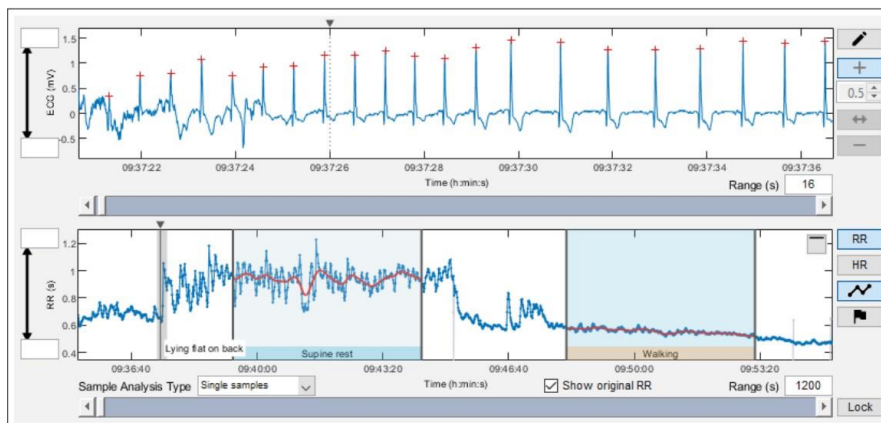 1.5
1
0.5
0
-0.5
ECG (mV)
09:37:22 09:37:24 09:37:26 09:37:28 09:37:30 09:37:32 09:37:34 09:37:36
Time (h:min:s)
Range (s) 16
0.5
1.2
1
0.8
0.6
0.4
RR (s)
RR
HR
Lying flat on back
Supine rest
Walking
09:36:40 09:40:00 09:43:20 09:46:40 09:50:00 09:53:20
Sample Analysis Type Single samples
Time (h:min:s)
Show original RR
Range (s) 1200
Lock